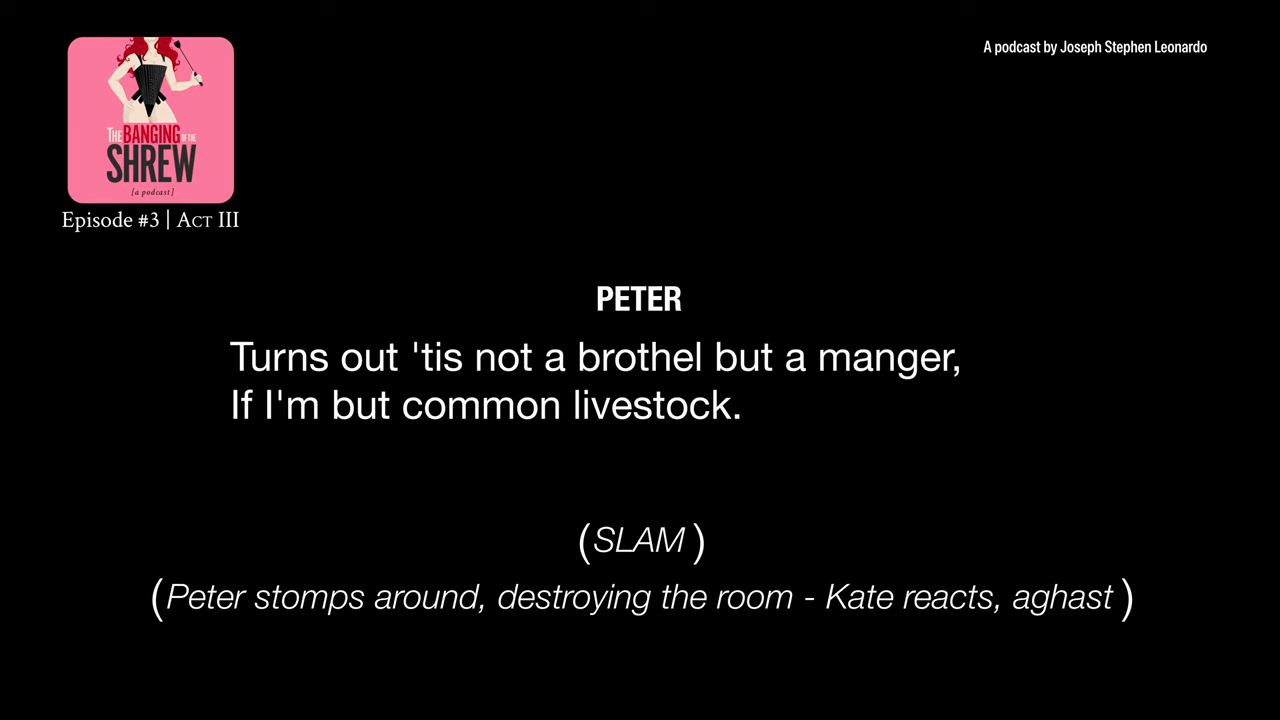 A podcast by Joseph Stephen Leonardo
THE BANGING OF THE
SHREW
[a podcast]
Episode #3 | ACT III
PETER
Turns out 'tis not a brothel but a manger,
If I'm but common livestock.
(SLAM )
(Peter stomps around, destroying the room - Kate reacts, aghast )